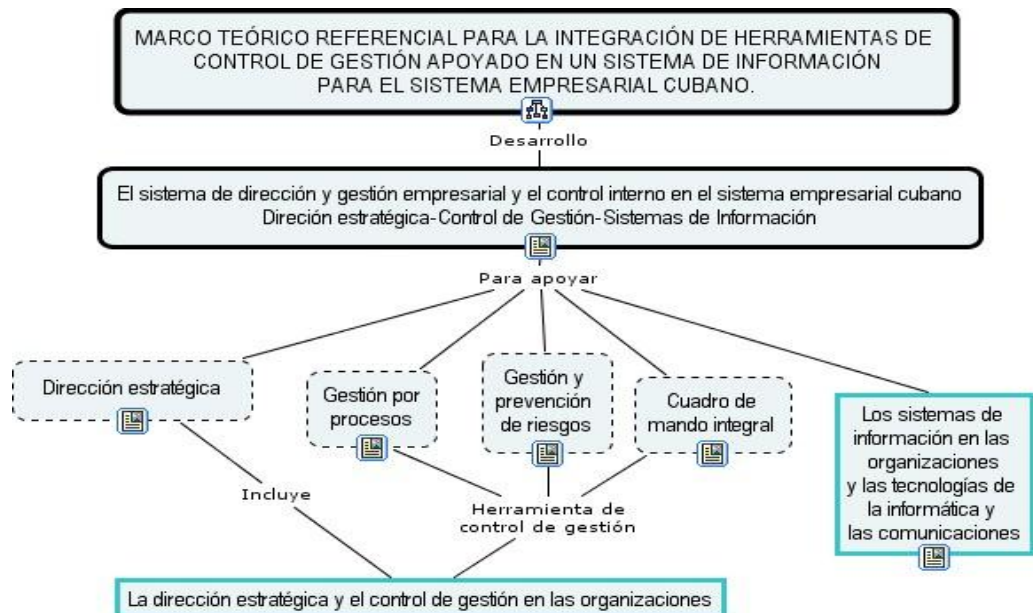 MARCO TEÓRICO REFERENCIAL PARA LA INTEGRACIÓN DE HERRAMIENTAS DE
CONTROL DE GESTIÓN APOYADO EN UN SISTEMA DE INFORMACIÓN
PARA EL SISTEMA EMPRESARIAL CUBANO.
Desarrollo
El sistema de dirección y gestión empresarial y el control interno en el sistema empresarial cubano
Direción estratégica-Control de Gestión-Sistemas de Información
Para apoyar
Dirección estratégica
Gestión por
procesos
Gestión y
prevención
de riesgos
Cuadro de
mando integral
Los sistemas de
información en las
organizaciones
y las tecnologías de
la informática y
las comunicaciones
Incluye
Herramienta de
control de gestión
La dirección estratégica y el control de gestión en las organizaciones